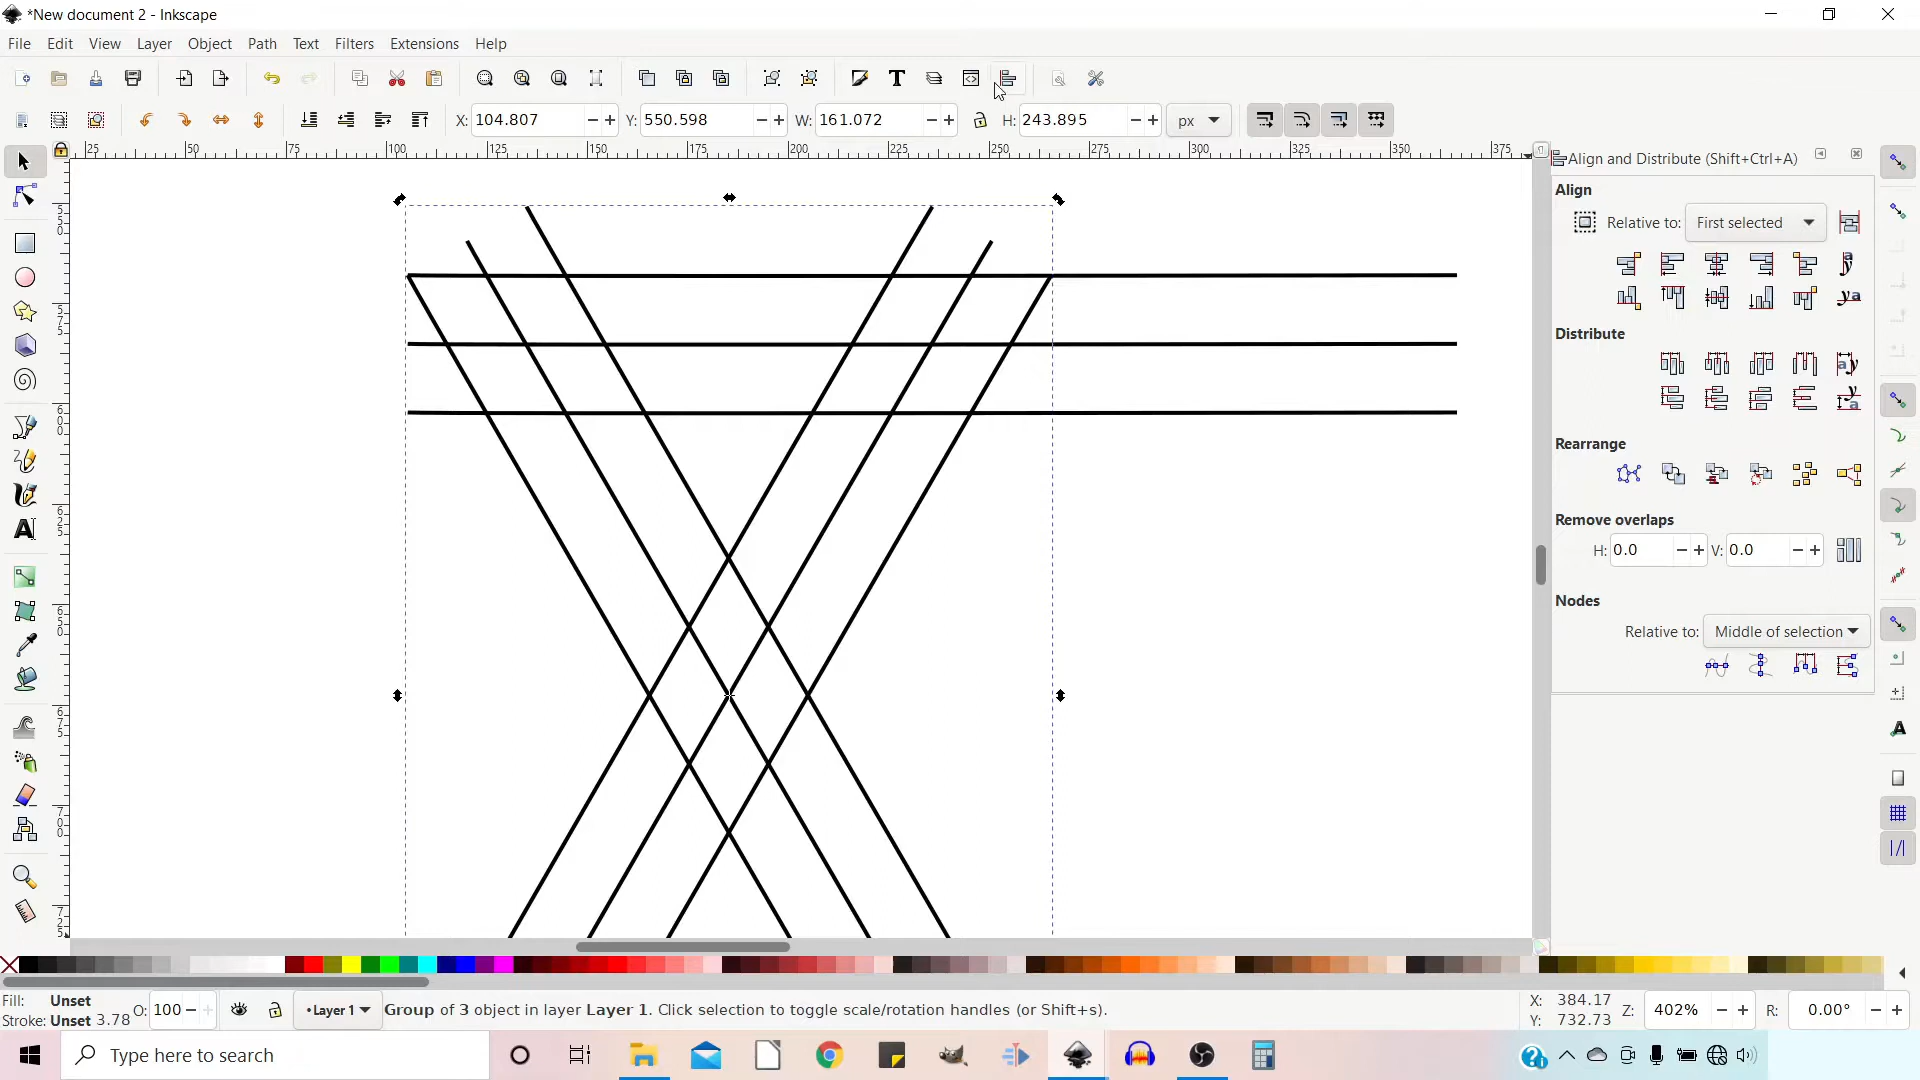 *New document 2 - Inkscape
File Edit View Layer Object Path Text Filters Extensions Help
X: 104.807 Y: 550.598 W: 161.072 H: 243.895 px
25 50 75 100 125 150 175 200 225 250 275 300 325 350 375
Align and Distribute (Shift+Ctrl+A)
Align
Relative to: First selected
Distribute
Rearrange
Remove overlaps
H: 0.0 V: 0.0
Nodes
Relative to: Middle of selection
Fill: Unset
Stroke: Unset 3.78
O: 100
•Layer 1
Group of 3 object in layer Layer 1. Click selection to toggle scale/rotation handles (or Shift+s).
X: 384.17
Y: 732.73
Z: 402%
R: 0.00°
Type here to search